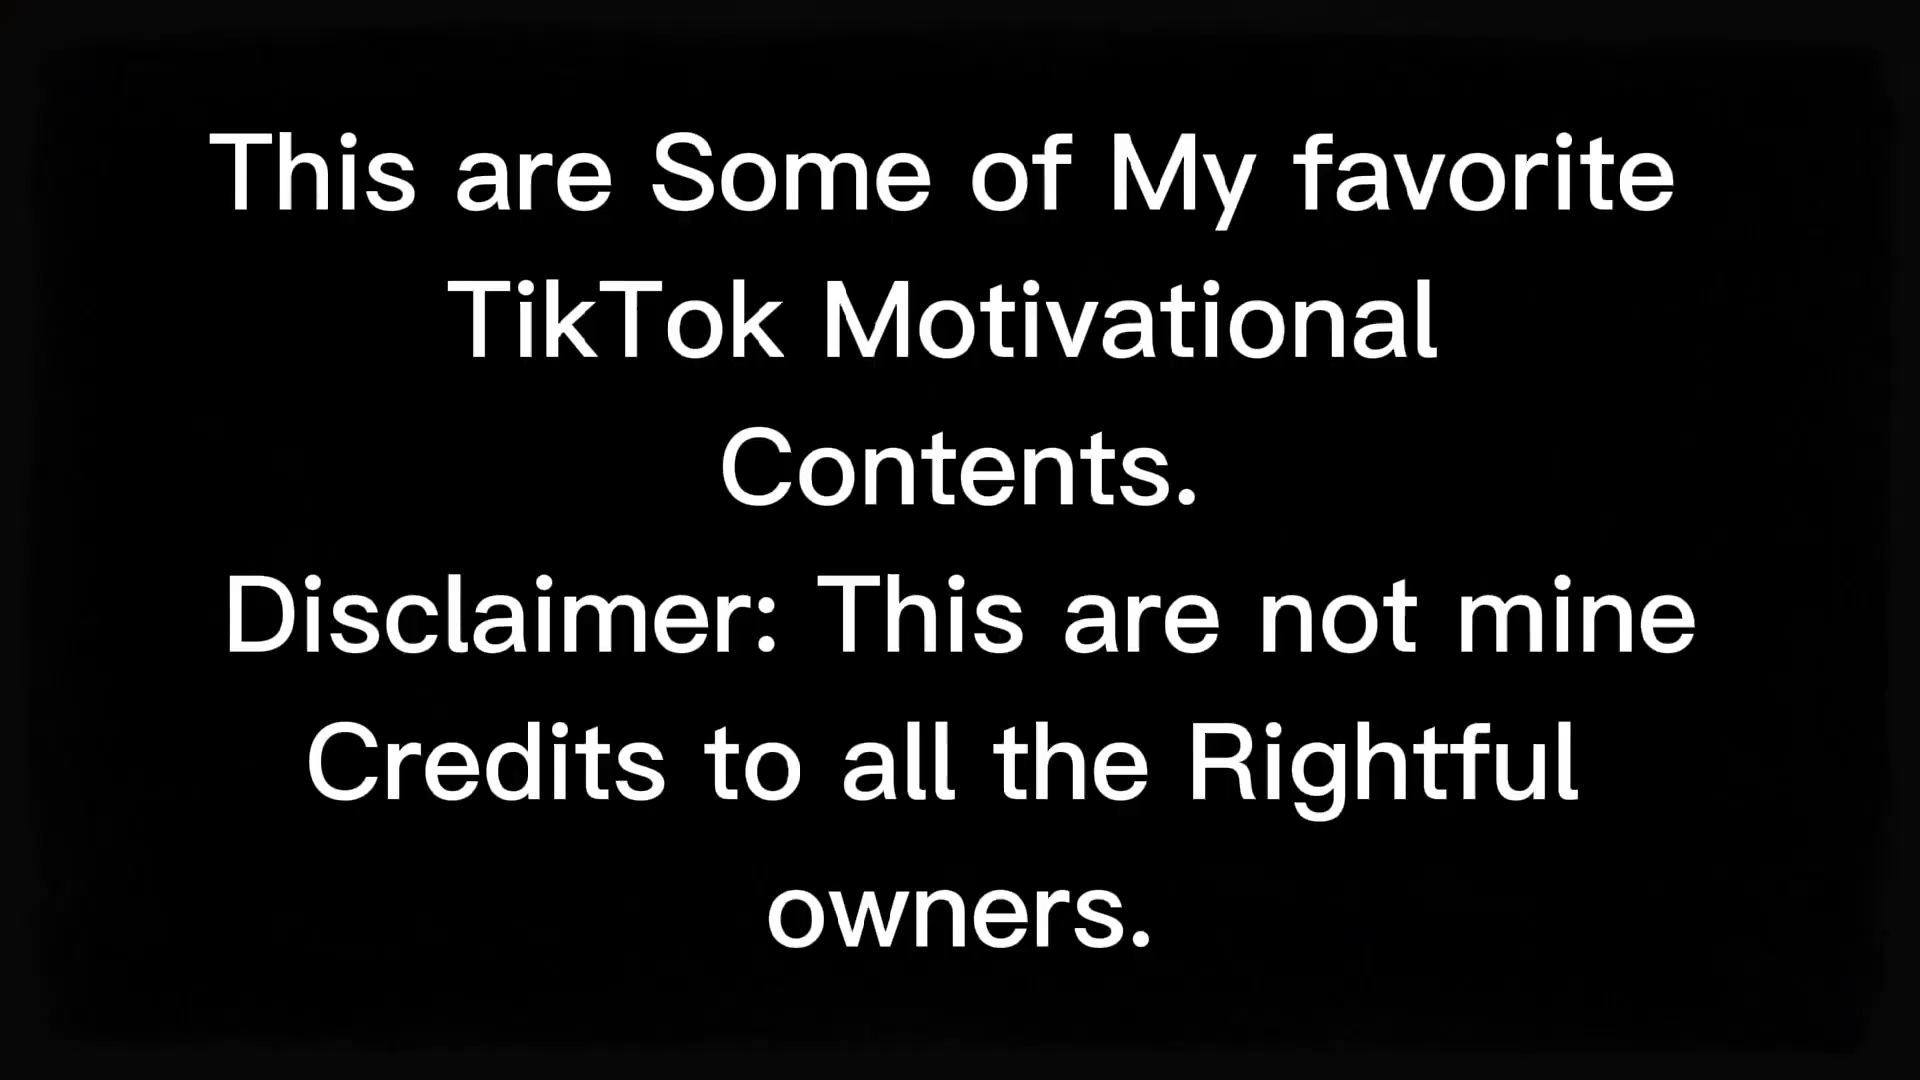 This are Some of My favorite
TikTok Motivational
Contents.
Disclaimer: This are not mine
Credits to all the Rightful
owners.